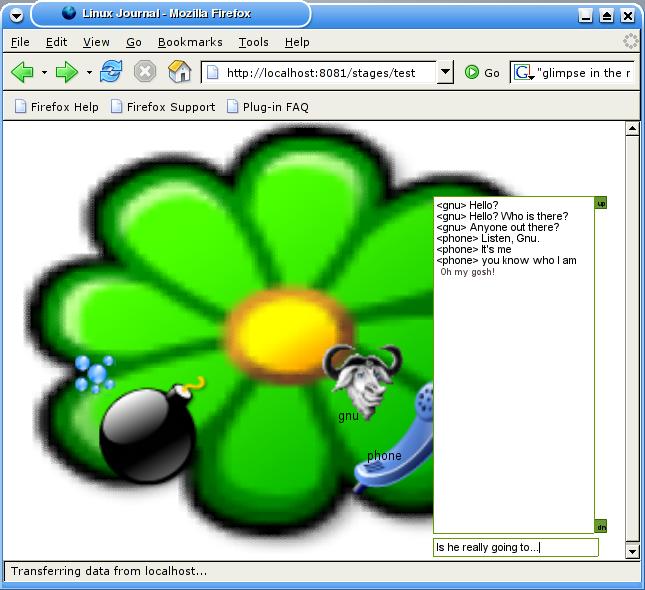 Linux Journal - Mozilla Firefox
File Edit View Go Bookmarks Tools Help
http://localhost:8081/stages/test Go G "glimpse in the r
Firefox Help Firefox Support Plug-in FAQ
up
<gnu> Hello?
<gnu> Hello? Who is there?
<gnu> Anyone out there?
<phone> Listen, Gnu.
<phone> It's me
<phone> you know who I am
Oh my gosh!
gnu
phone
dn
Is he really going to...
Transferring data from localhost...